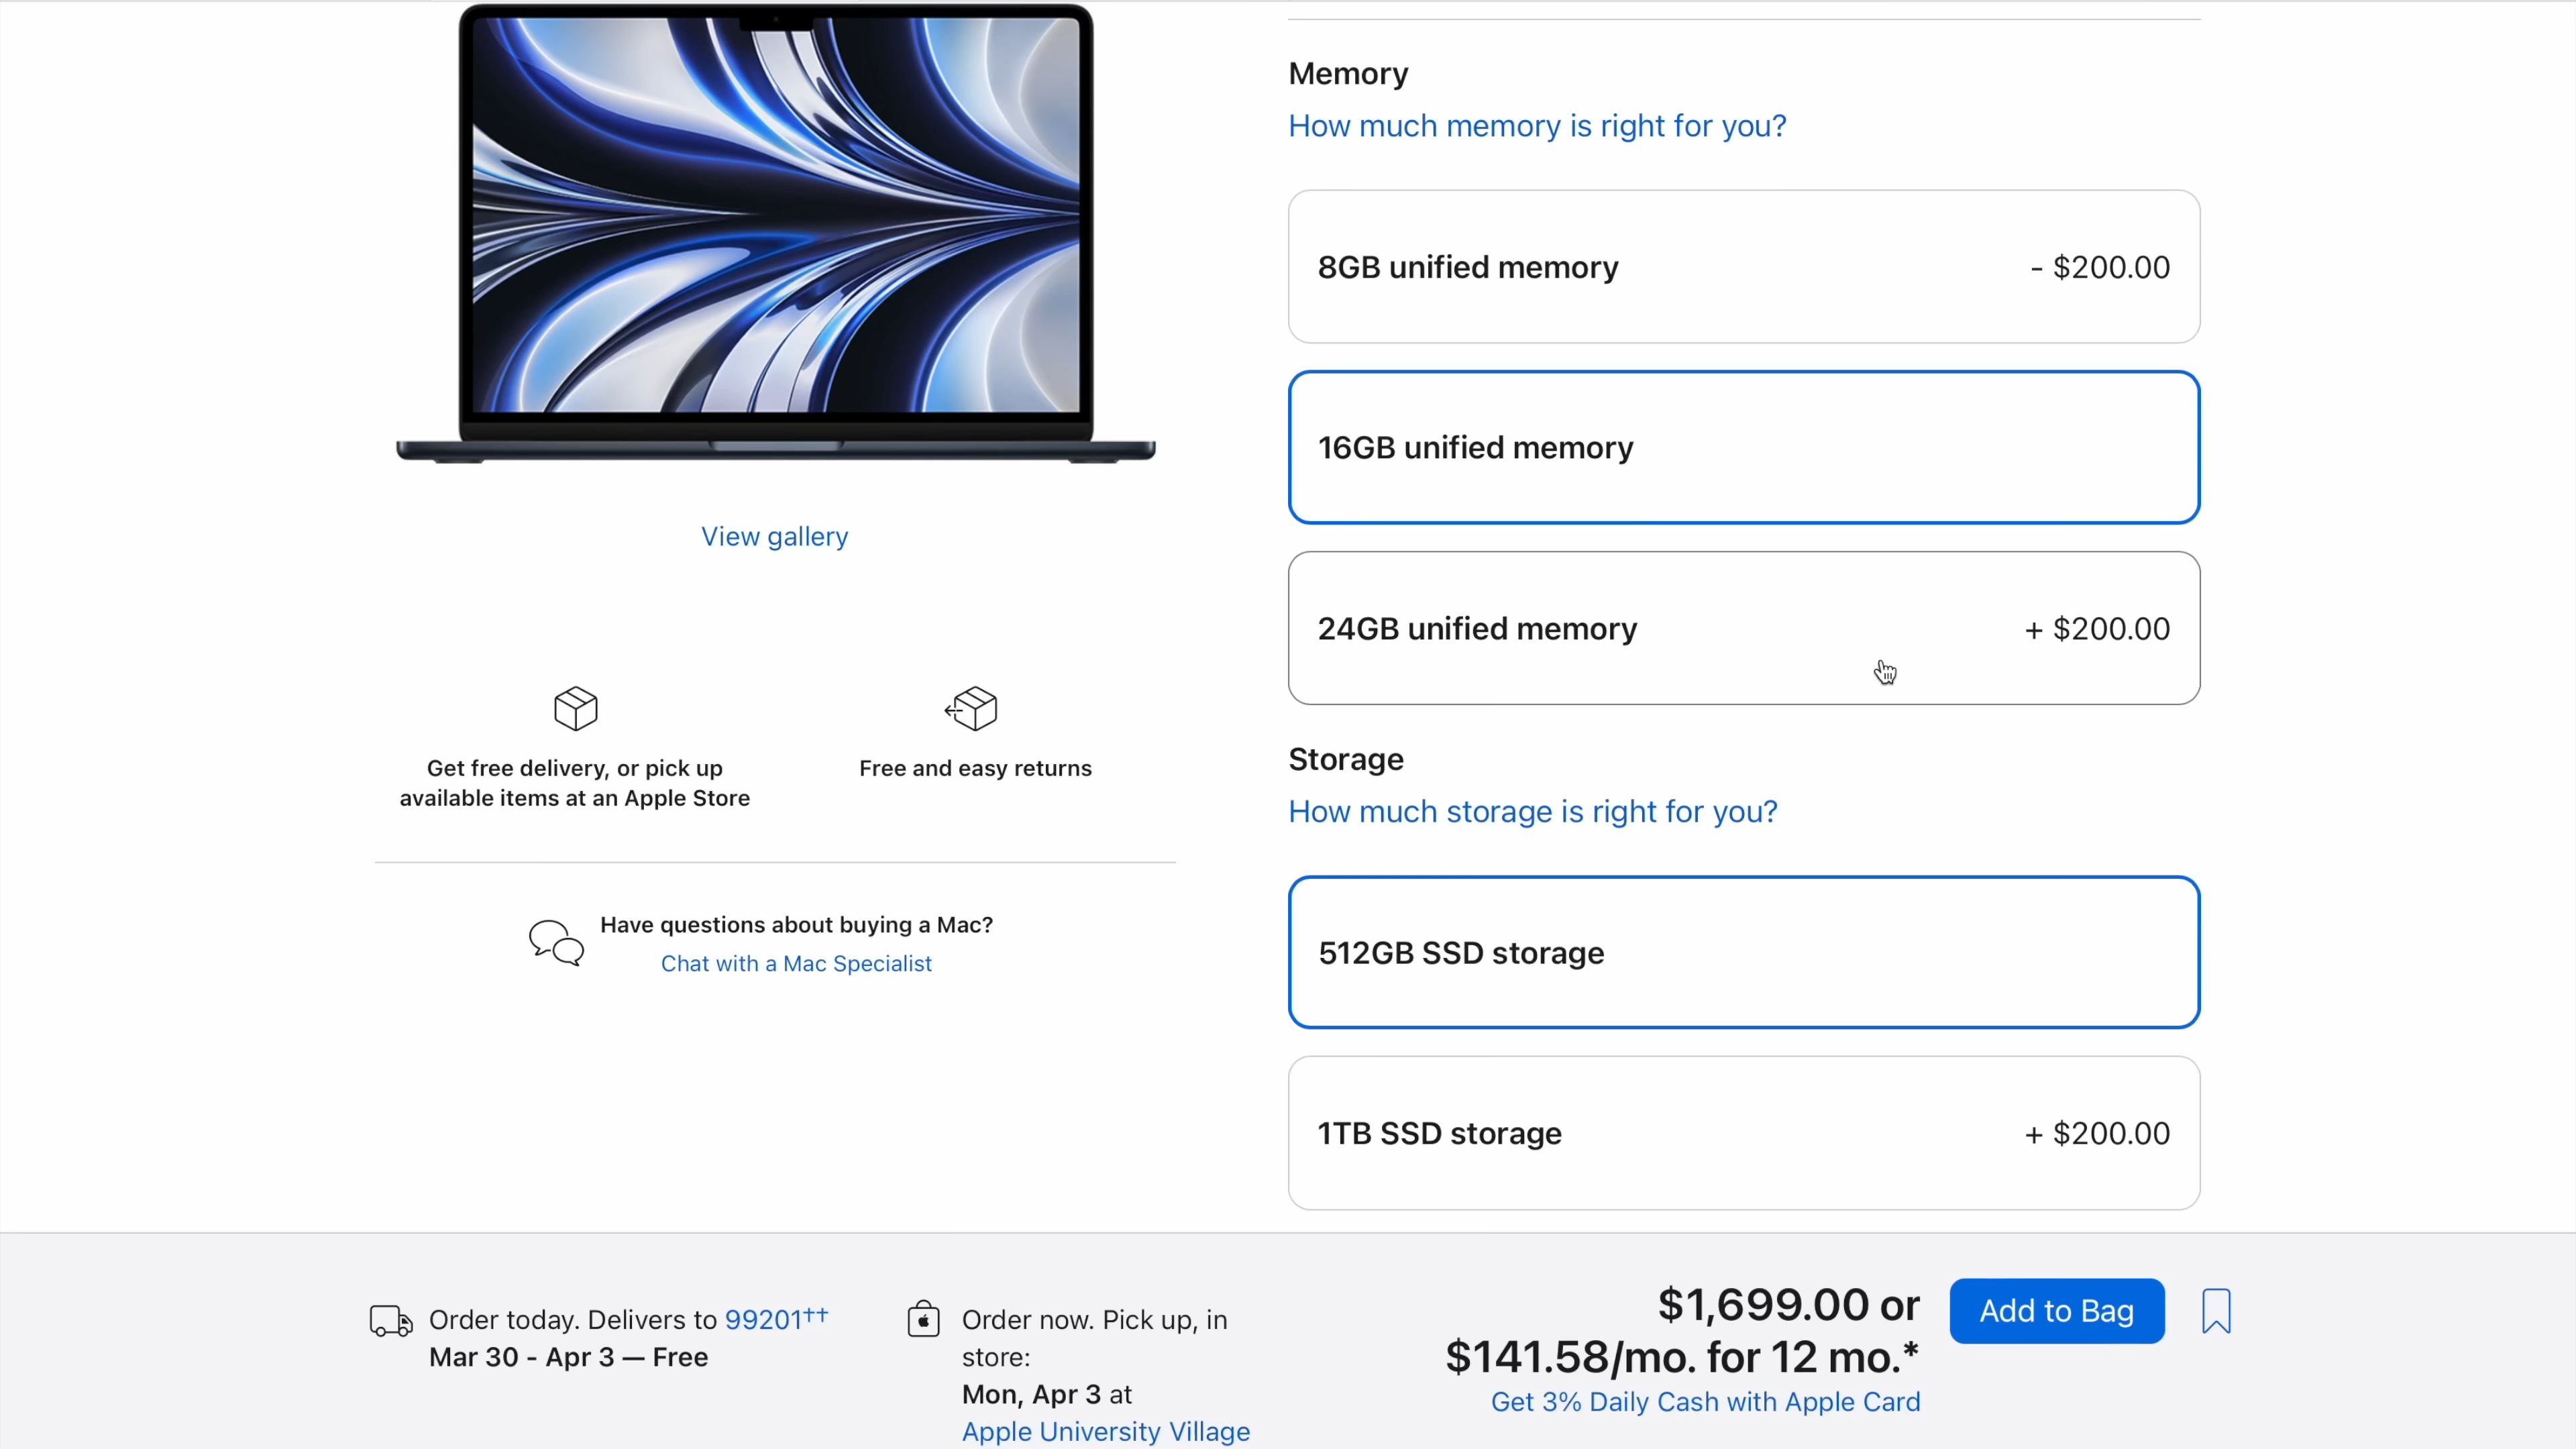 Memory
How much memory is right for you?
8GB unified memory
- $200.00
16GB unified memory
24GB unified memory
+ $200.00
View gallery
Get free delivery, or pick up
available items at an Apple Store
Free and easy returns
Have questions about buying a Mac?
Chat with a Mac Specialist
Storage
How much storage is right for you?
512GB SSD storage
1TB SSD storage
+ $200.00
Order today. Delivers to 99201††
Mar 30 - Apr 3 — Free
Order now. Pick up, in
store:
Mon, Apr 3 at
Apple University Village
$1,699.00 or
$141.58/mo. for 12 mo.*
Get 3% Daily Cash with Apple Card
Add to Bag